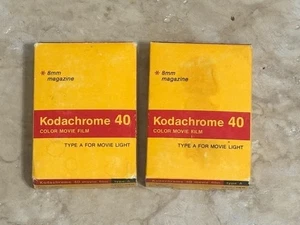 8mm
magazine
Kodachrome 40
COLOR MOVIE FILM
TYPE A FOR MOVIE LIGHT
8mm
magazine
Kodachrome 40
COLOR MOVIE FILM
TYPE A FOR MOVIE LIGHT